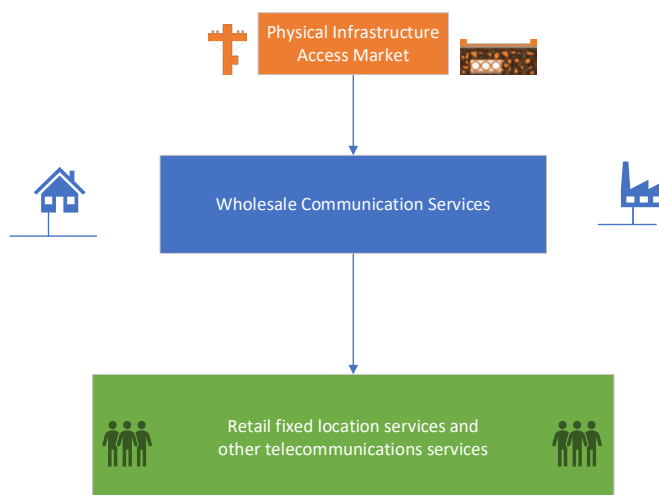 Physical Infrastructure
Access Market
Wholesale Communication Services
Retail fixed location services and
other telecommunications services